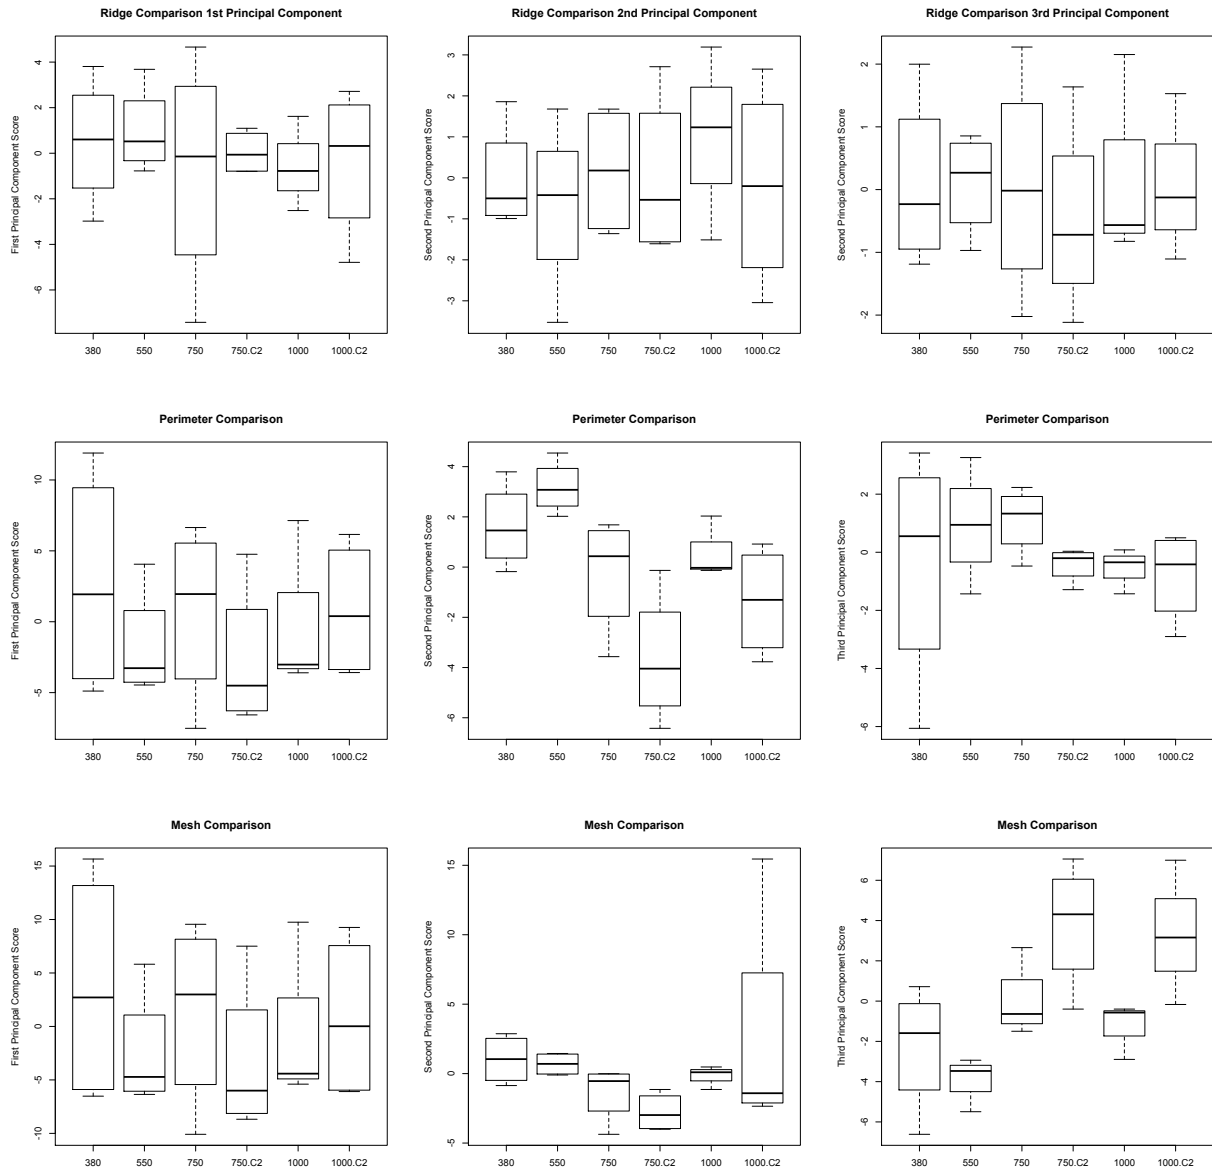 Ridge Comparison 1st Principal Component
Ridge Comparison 2nd Principal Component
Ridge Comparison 3rd Principal Component
First Principal Component Score
4
2
0
-2
-4
-6
380 550 750 750.C2 1000 1000.C2
Second Principal Component Score
3
2
1
0
-1
-2
-3
380 550 750 750.C2 1000 1000.C2
Second Principal Component Score
2
1
0
-1
-2
380 550 750 750.C2 1000 1000.C2
Perimeter Comparison
Perimeter Comparison
Perimeter Comparison
First Principal Component Score
10
5
0
-5
380 550 750 750.C2 1000 1000.C2
Second Principal Component Score
4
2
0
-2
-4
-6
380 550 750 750.C2 1000 1000.C2
Third Principal Component Score
2
0
-2
-4
-6
380 550 750 750.C2 1000 1000.C2
Mesh Comparison
Mesh Comparison
Mesh Comparison
First Principal Component Score
15
10
5
0
-5
-10
380 550 750 750.C2 1000 1000.C2
Second Principal Component Score
15
10
5
0
-5
380 550 750 750.C2 1000 1000.C2
Third Principal Component Score
6
4
2
0
-2
-4
-6
380 550 750 750.C2 1000 1000.C2